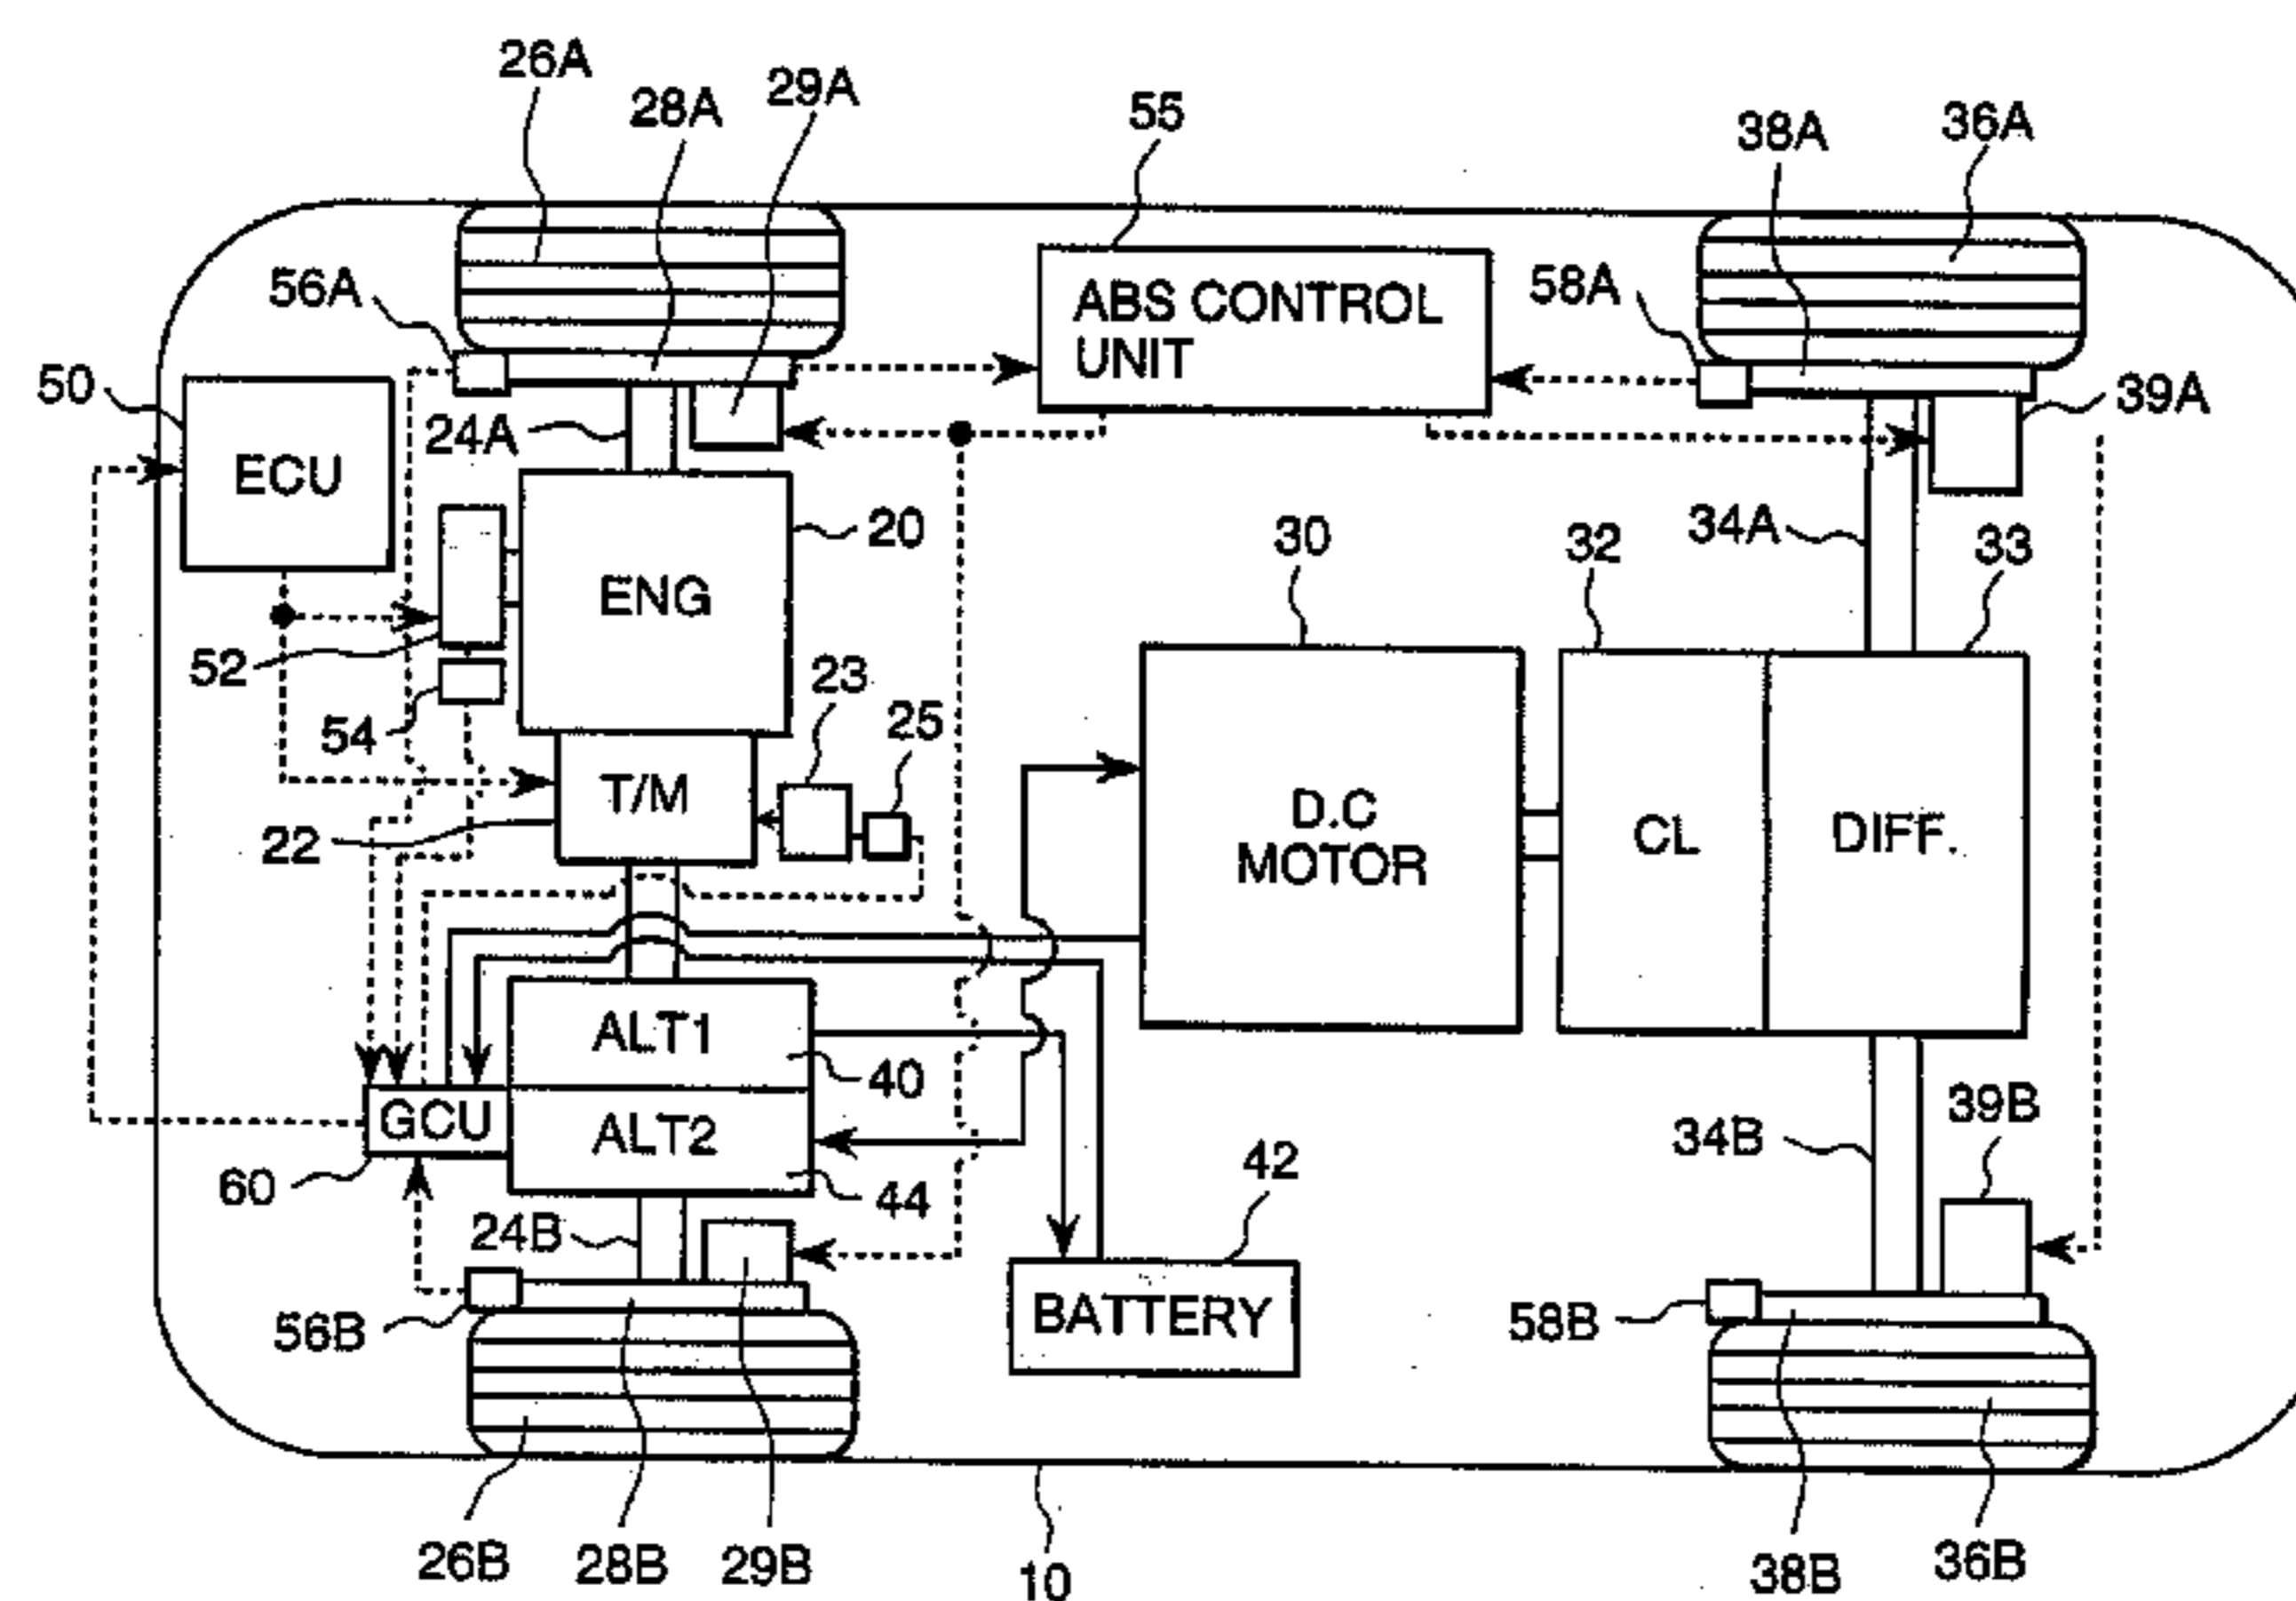 26A
28A
29A
55
38A
36A
56A
ABS CONTROL
UNIT
58A
50
24A
39A
ECU
20
34A
33
30
32
ENG
52
23
54
25
T/M
D.C
MOTOR
CL
DIFF.
22
ALT1
40
GCU
ALT2
39B
34B
60
44
42
24B
BATTERY
56B
58B
26B
28B
29B
10
38B
36B